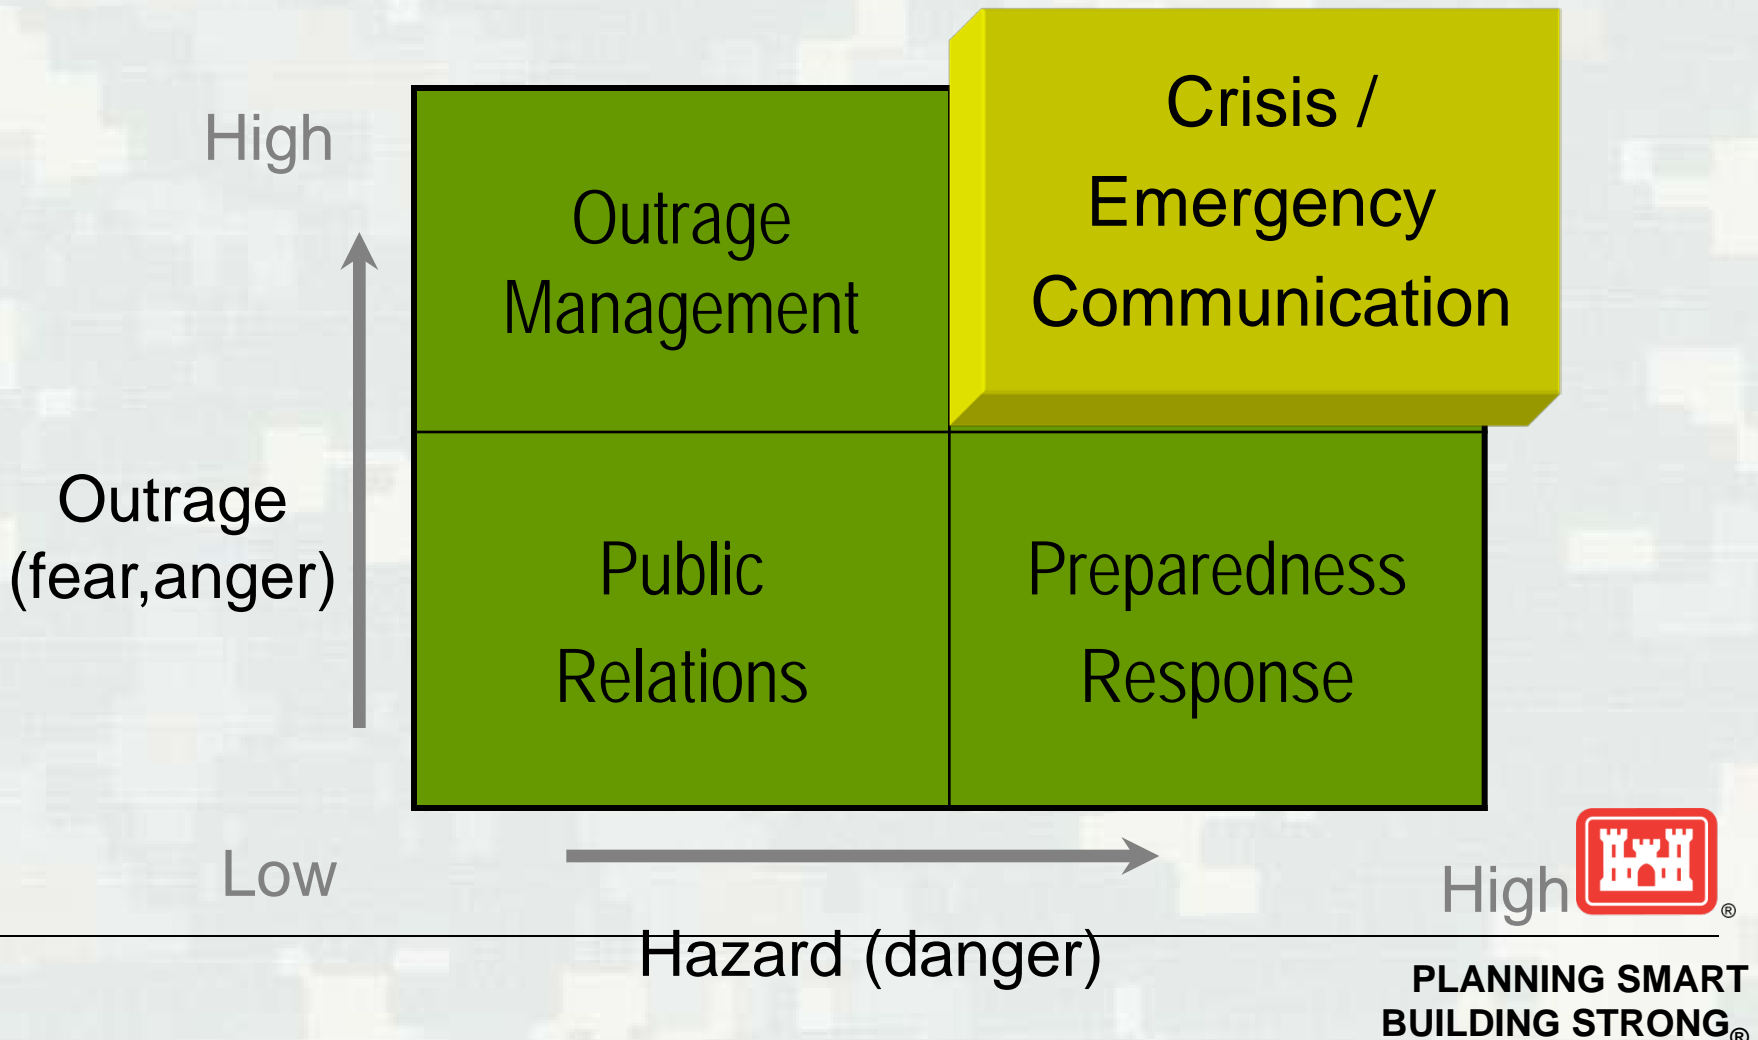 High
Outrage
Management
Crisis /
Emergency
Communication
Outrage
(fear,anger)
Public
Relations
Preparedness
Response
Low
High
®
Hazard (danger)
PLANNING SMART
BUILDING STRONG®